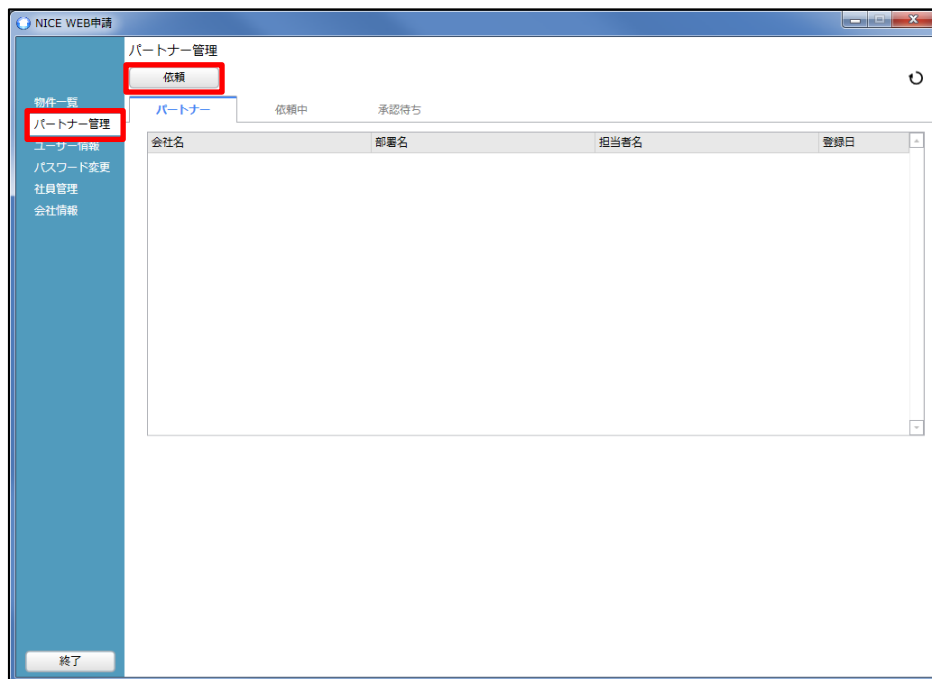 NICE WEB申請
パートナー管理
依頼
物件一覧
パートナー管理
ユーザー情報
パスワード変更
社員管理
会社情報
パートナー 依頼中 承認待ち
会社名 部署名 担当者名 登録日
終了